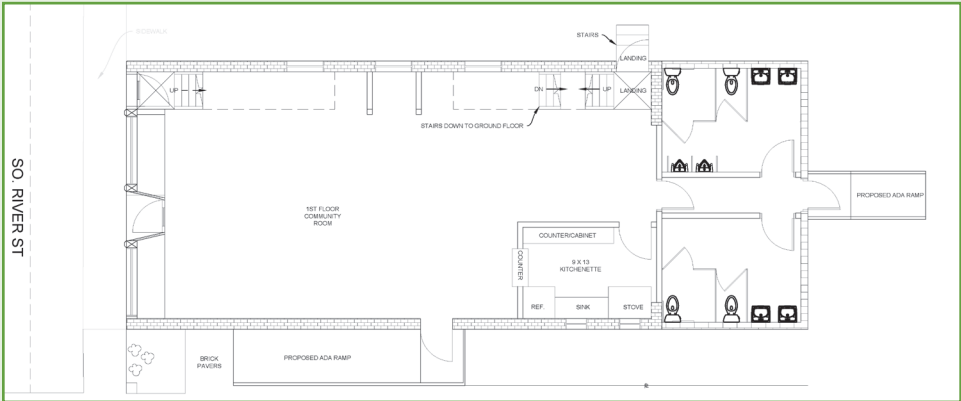 SIDEWALK
STAIRS
LANDING
UP
DN
UP
LANDING
STAIRS DOWN TO GROUND FLOOR
SO. RIVER ST
1ST FLOOR
COMMUNITY
ROOM
PROPOSED ADA RAMP
COUNTER/CABINET
COUNTER
9 X 13
KITCHENETTE
REF.
SINK
STOVE
BRICK
PAVERS
PROPOSED ADA RAMP